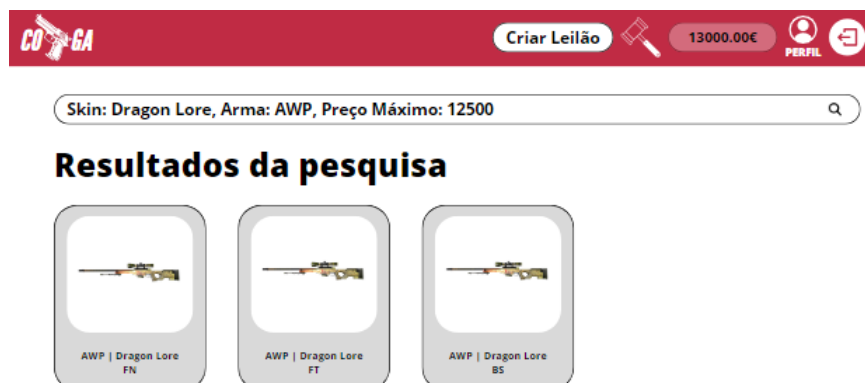 CO GA
Criar Leilão
13000.00€
PERFIL
Skin: Dragon Lore, Arma: AWP, Preço Máximo: 12500
Resultados da pesquisa
AWP | Dragon Lore
FN
AWP | Dragon Lore
FT
AWP | Dragon Lore
BS